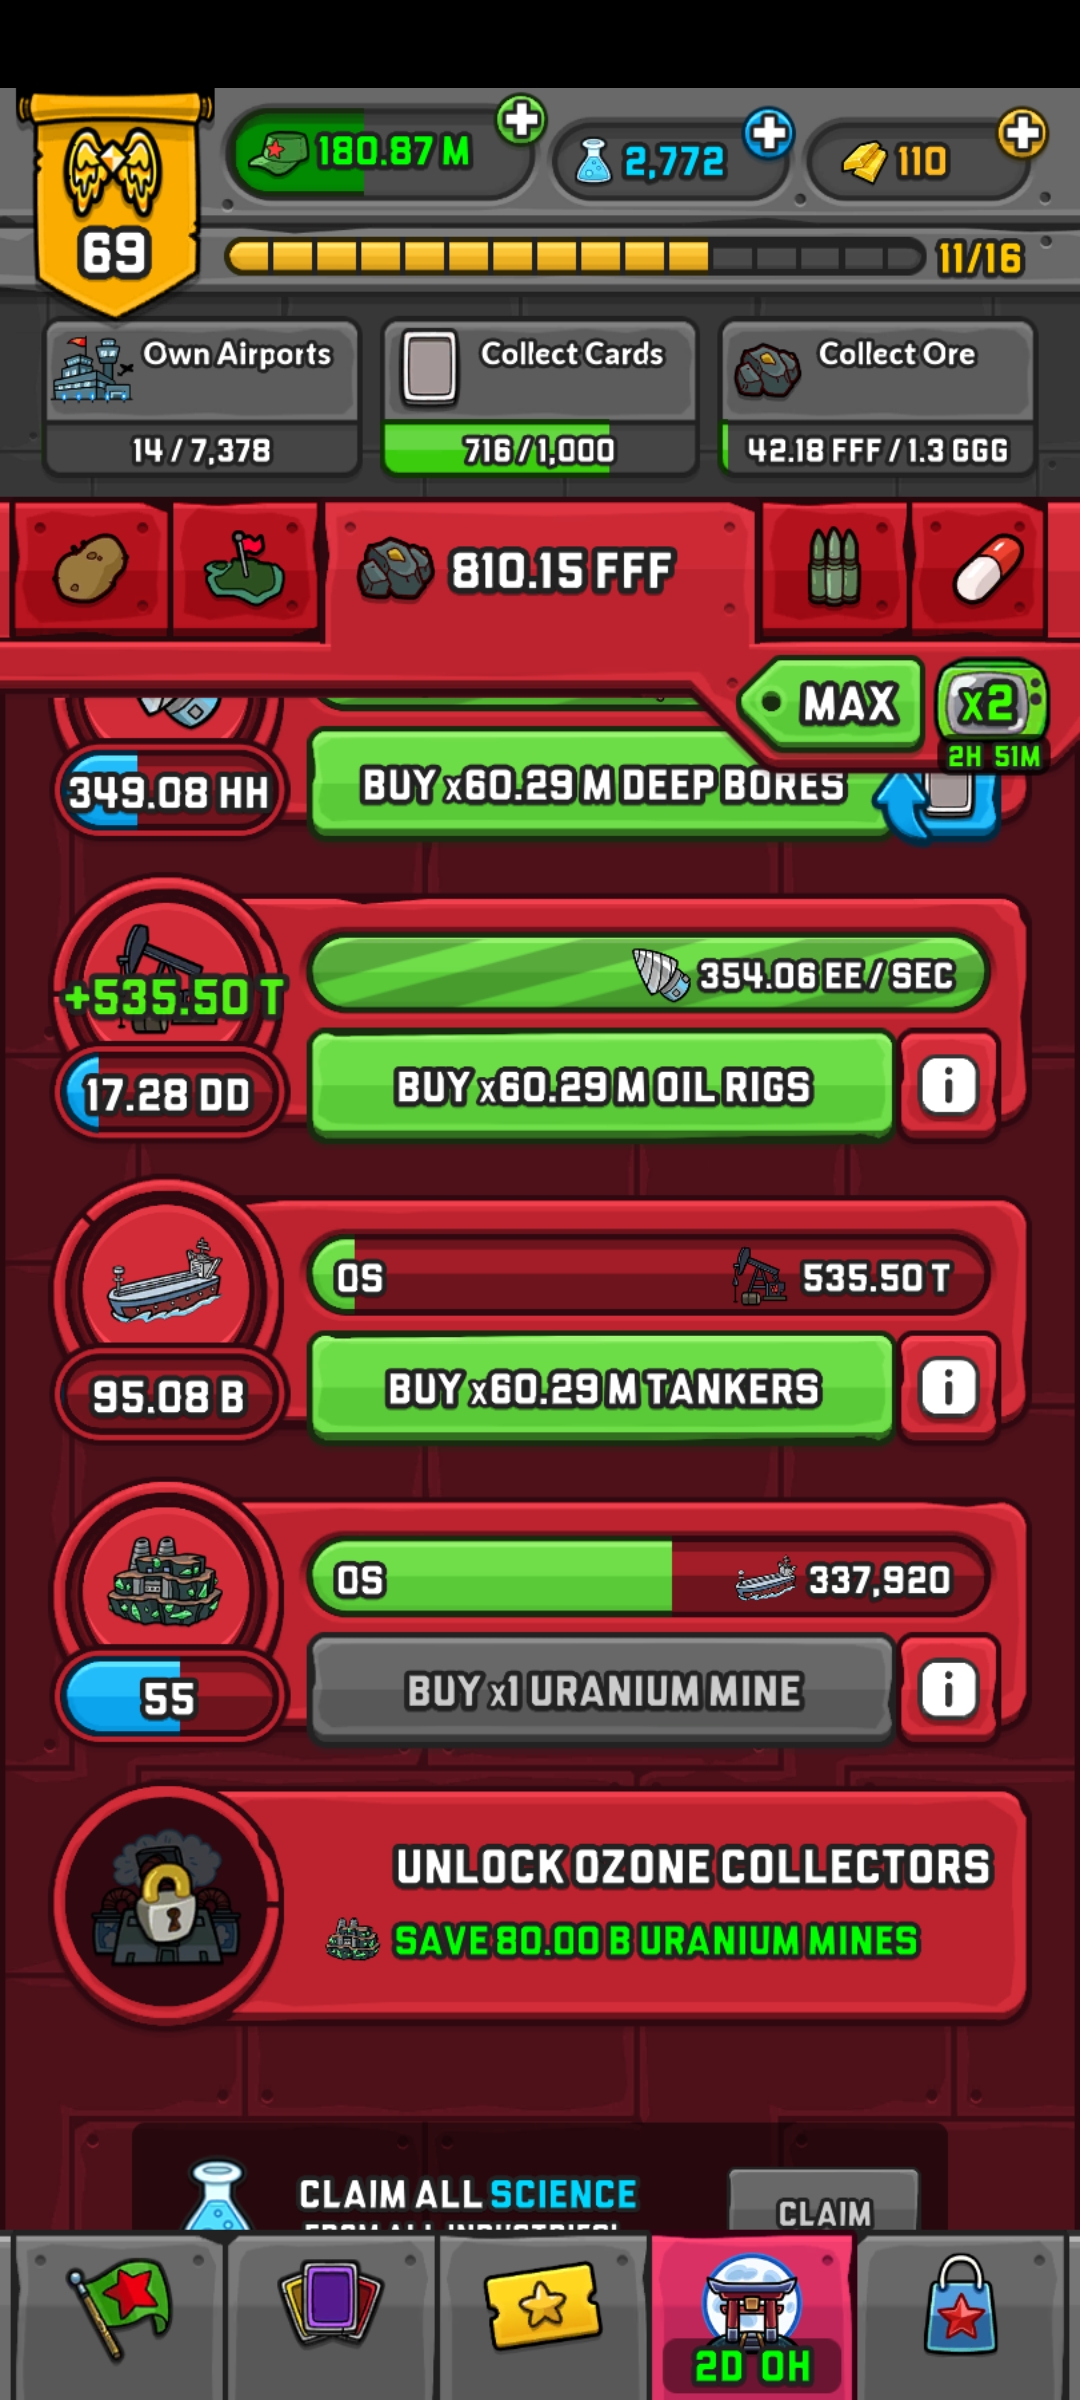 180.87 M
2,772
110
69
11/16
Own Airports
Collect Cards
Collect Ore
14 / 7,378
716 / 1,000
42.18 FFF / 1.3 GGG
810.15 FFF
MAX
x2
2H 51M
349.08 HH
BUY x60.29 M DEEP BORES
+535.50 T
354.06 EE / SEC
17.28 DD
BUY x60.29 M OIL RIGS
i
0S
535.50 T
95.08 B
BUY x60.29 M TANKERS
i
0S
337,920
55
BUY x1 URANIUM MINE
i
UNLOCK OZONE COLLECTORS
SAVE 80.00 B URANIUM MINES
CLAIM ALL SCIENCE
FROM ALL INDUSTRIES!
CLAIM
2D 0H